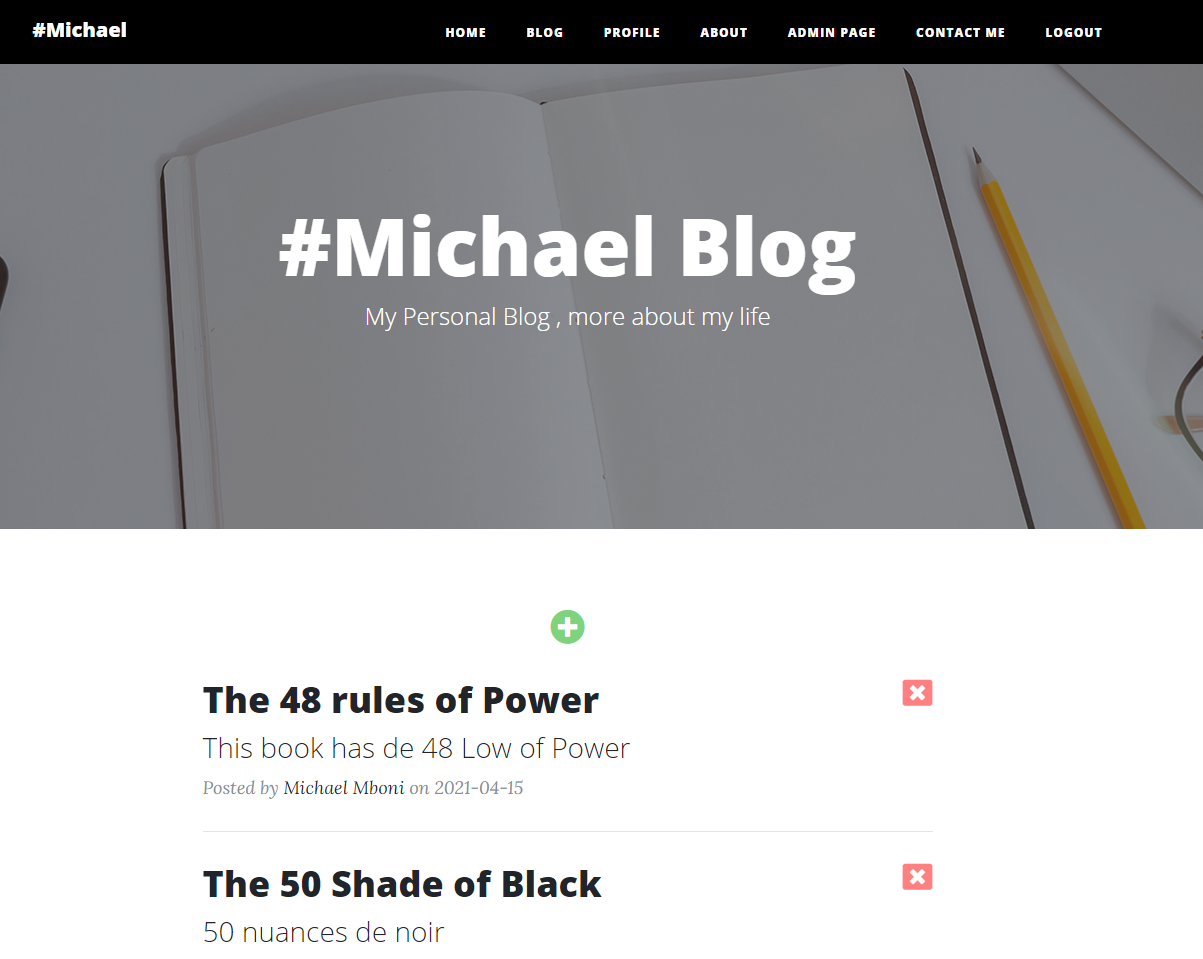 #Michael
HOME BLOG PROFILE ABOUT ADMIN PAGE CONTACT ME LOGOUT
#Michael Blog
My Personal Blog , more about my life
The 48 rules of Power
This book has de 48 Low of Power
Posted by Michael Mboni on 2021-04-15
The 50 Shade of Black
50 nuances de noir